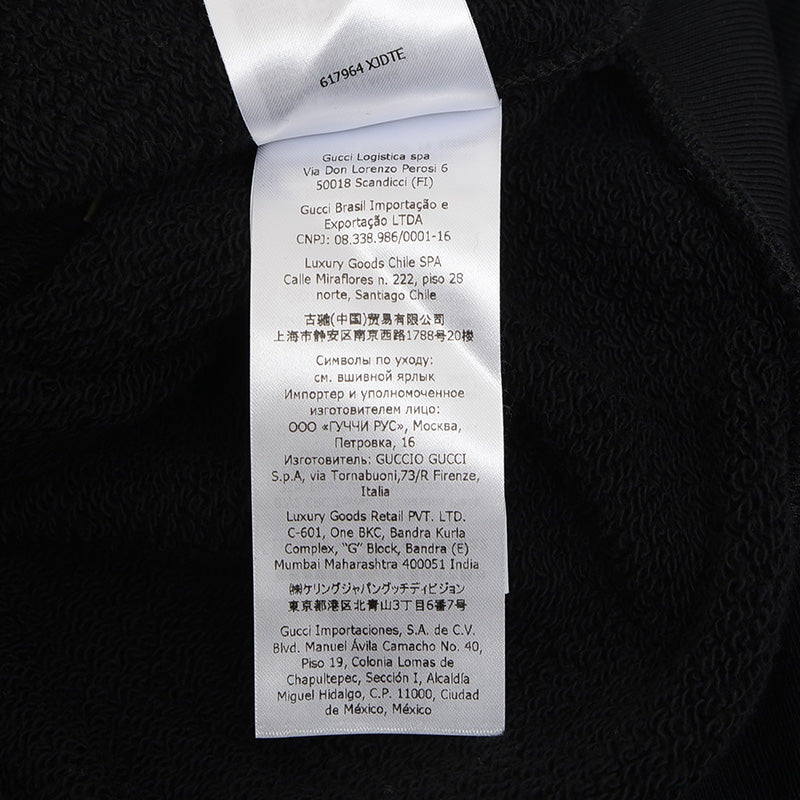 617964 XJDTE
Gucci Logistica spa
Via Don Lorenzo Perosi 6
50018 Scandicci (FI)
Gucci Brasil Importação e
Exportação LTDA
CNPJ: 08.338.986/0001-16
Luxury Goods Chile SPA
Calle Miraflores n. 222, piso 28
norte, Santiago Chile
古驰(中国)贸易有限公司
上海市静安区南京西路1788号20楼
Символы по уходу:
см. вшивной ярлык
Импортер и уполномоченное
изготовителем лицо:
ООО «ГУЧЧИ РУС», Москва,
Петровка, 16
Изготовитель: GUCCIO GUCCI
S.p.A, via Tornabuoni,73/R Firenze,
Italia
Luxury Goods Retail PVT. LTD.
C-601, One BKC, Bandra Kurla
Complex, "G" Block, Bandra (E)
Mumbai Maharashtra 400051 India
㈱ケリングジャパングッチディビジョン
東京都港区北青山3丁目6番7号
Gucci Importaciones, S.A. de C.V.
Blvd. Manuel Ávila Camacho No. 40,
Piso 19, Colonia Lomas de
Chapultepec, Sección I, Alcaldía
Miguel Hidalgo, C.P. 11000, Ciudad
de México, México